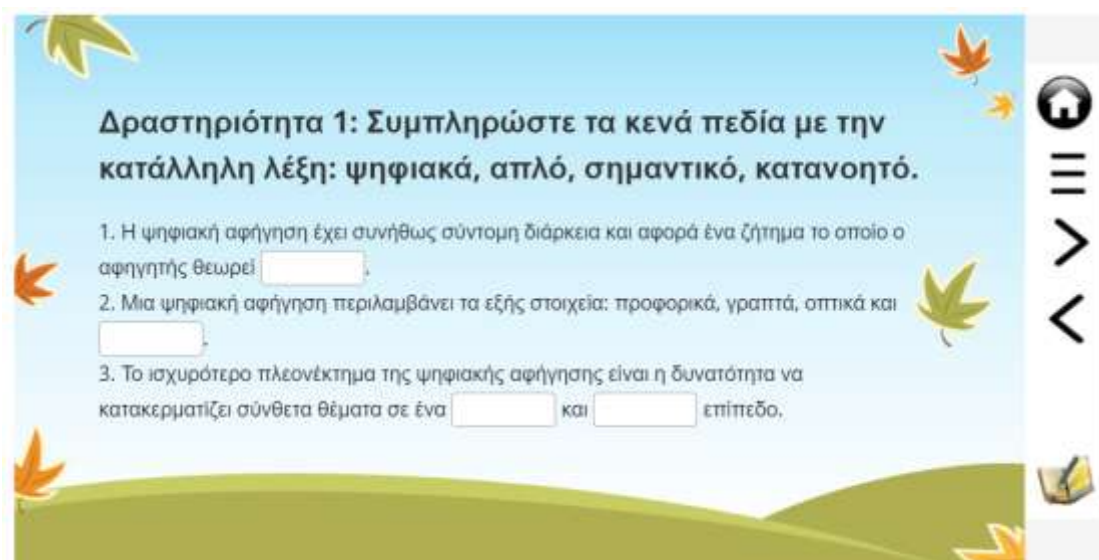 Δραστηριότητα 1: Συμπληρώστε τα κενά πεδία με την
κατάλληλη λέξη: ψηφιακά, απλό, σημαντικό, κατανοητό.
1. Η ψηφιακή αφήγηση έχει συνήθως σύντομη διάρκεια και αφορά ένα ζήτημα το οποίο ο
αφηγητής θεωρεί .
2. Μια ψηφιακή αφήγηση περιλαμβάνει τα εξής στοιχεία: προφορικά, γραπτά, οπτικά και
.
3. Το ισχυρότερο πλεονέκτημα της ψηφιακής αφήγησης είναι η δυνατότητα να
κατακερματίζει σύνθετα θέματα σε ένα και επίπεδο.